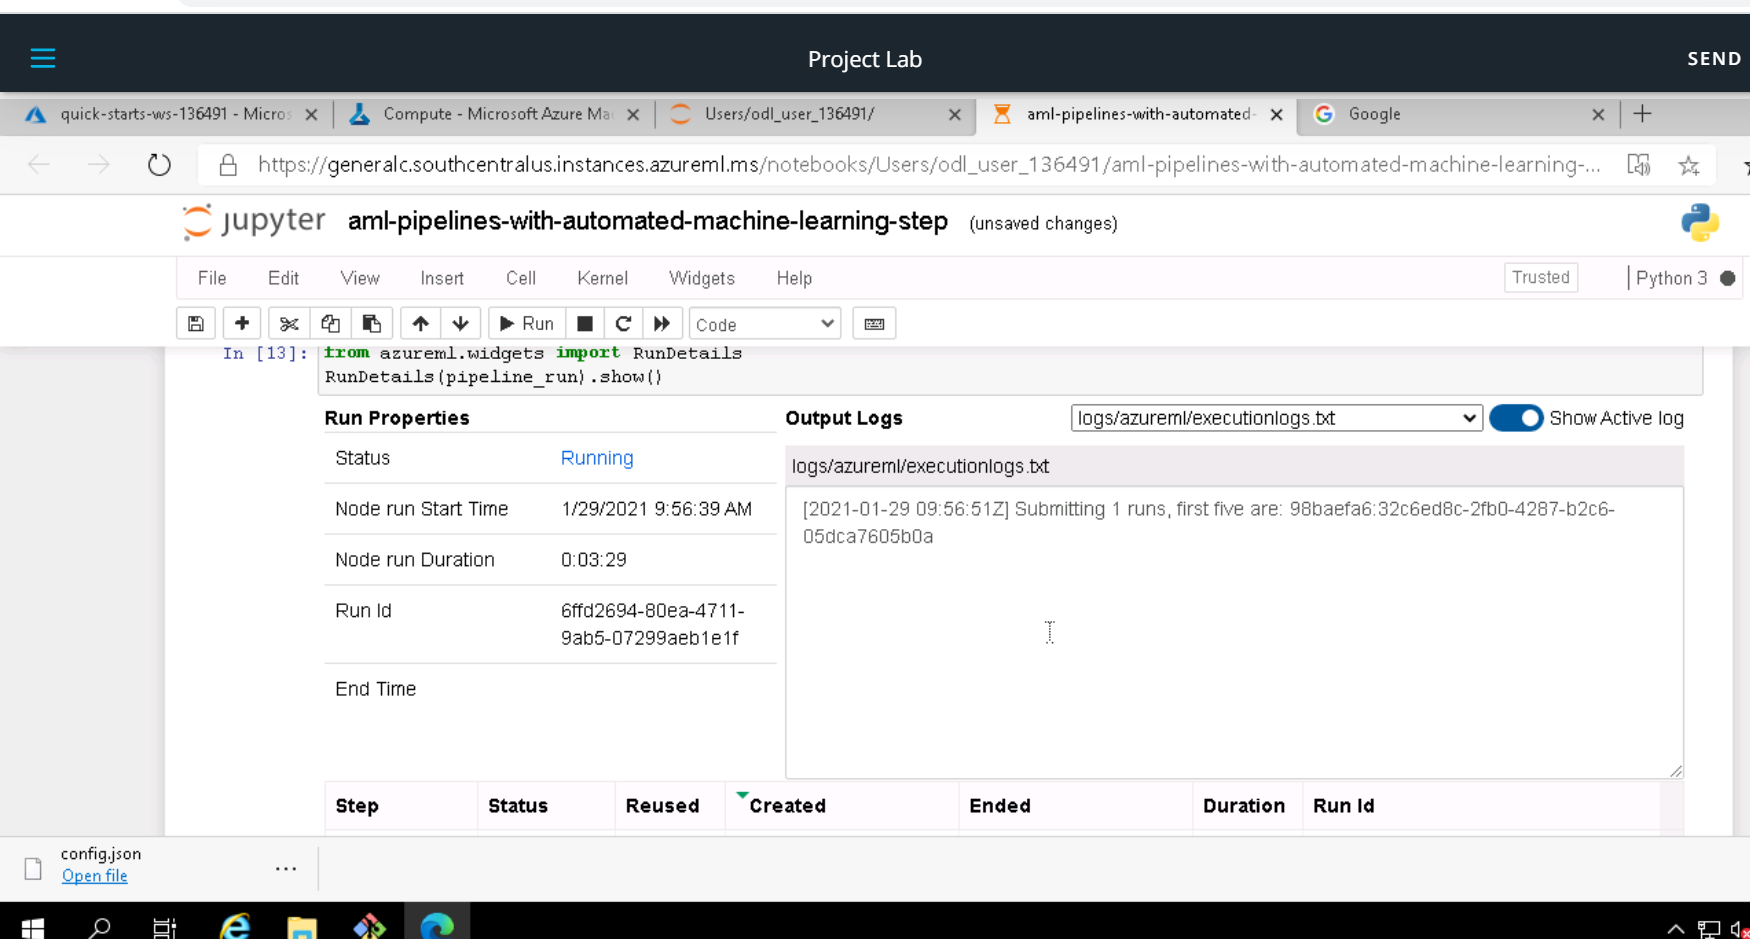 Project Lab
SEND
quick-starts-ws-136491 - Micros
Compute - Microsoft Azure Mac
Users/odl_user_136491/
aml-pipelines-with-automated-
Google
https://generalc.southcentralus.instances.azureml.ms/notebooks/Users/odl_user_136491/aml-pipelines-with-automated-machine-learning-...
jupyter aml-pipelines-with-automated-machine-learning-step (unsaved changes)
File Edit View Insert Cell Kernel Widgets Help
Trusted
Python 3
Run
Code
In [13]: from azureml.widgets import RunDetails
RunDetails(pipeline_run).show()
Run Properties
Status Running
Node run Start Time 1/29/2021 9:56:39 AM
Node run Duration 0:03:29
Run Id 6ffd2694-80ea-4711-
9ab5-07299aeb1e1f
End Time
Output Logs
logs/azureml/executionlogs.txt
Show Active log
logs/azureml/executionlogs.txt
[2021-01-29 09:56:51Z] Submitting 1 runs, first five are: 98baefa6:32c6ed8c-2fb0-4287-b2c6-
05dca7605b0a
Step Status Reused Created Ended Duration Run Id
config.json
Open file